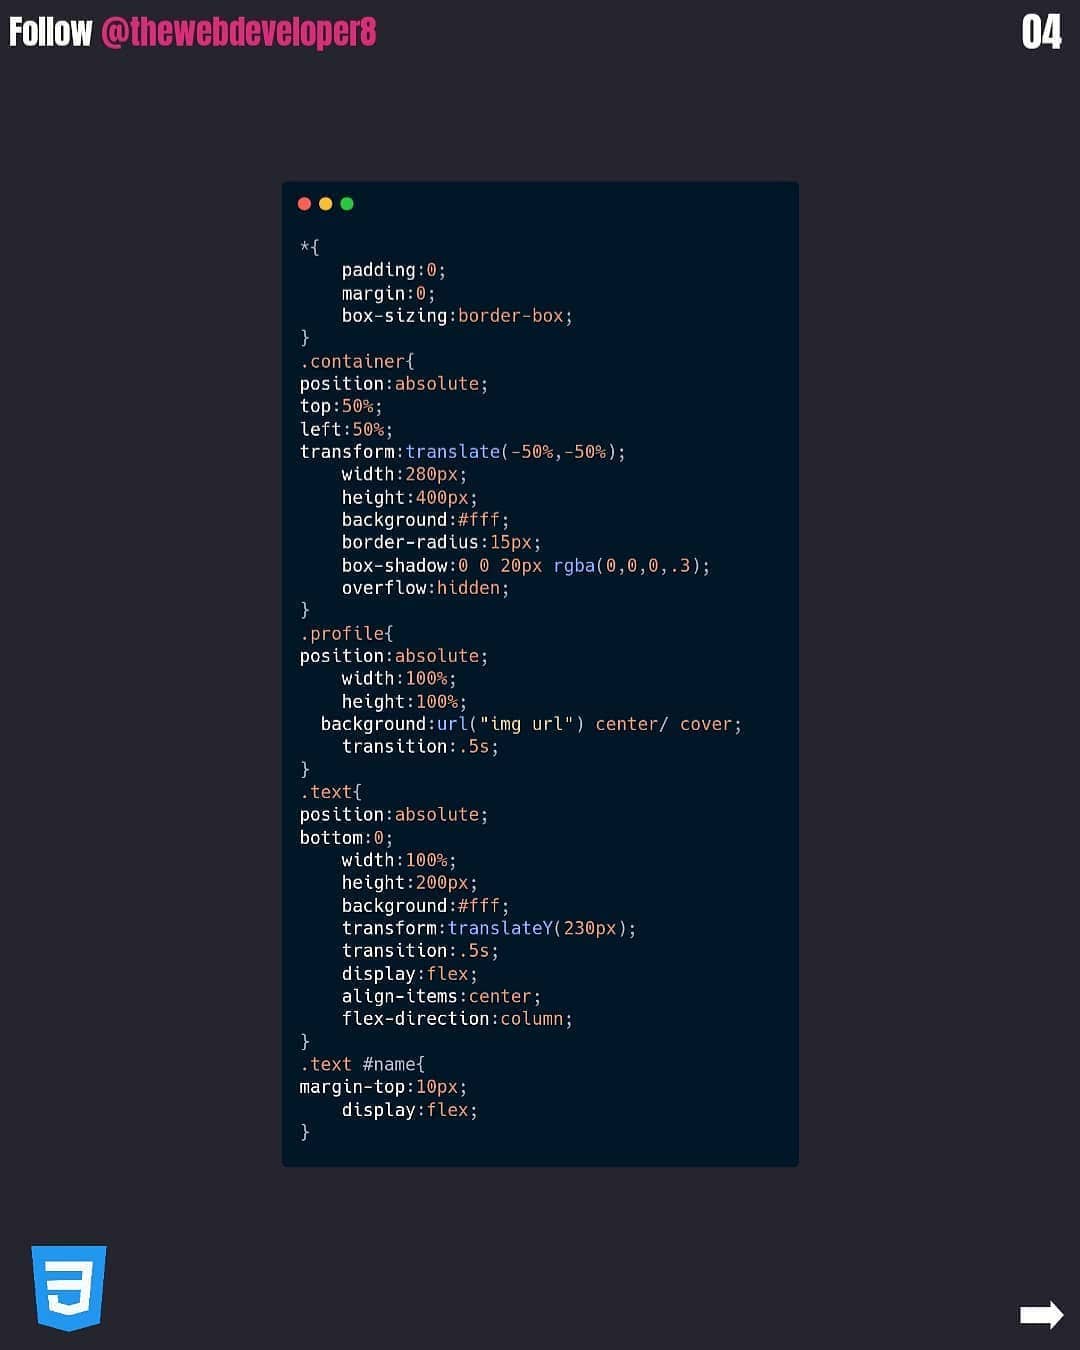 Follow @thewebdeveloper8
04
*{
    padding:0;
    margin:0;
    box-sizing:border-box;
}
.container{
position:absolute;
top:50%;
left:50%;
transform:translate(-50%,-50%);
    width:280px;
    height:400px;
    background:#fff;
    border-radius:15px;
    box-shadow:0 0 20px rgba(0,0,0,.3);
    overflow:hidden;
}
.profile{
position:absolute;
    width:100%;
    height:100%;
  background:url("img url") center/ cover;
    transition:.5s;
}
.text{
position:absolute;
bottom:0;
    width:100%;
    height:200px;
    background:#fff;
    transform:translateY(230px);
    transition:.5s;
    display:flex;
    align-items:center;
    flex-direction:column;
}
.text #name{
margin-top:10px;
    display:flex;
}